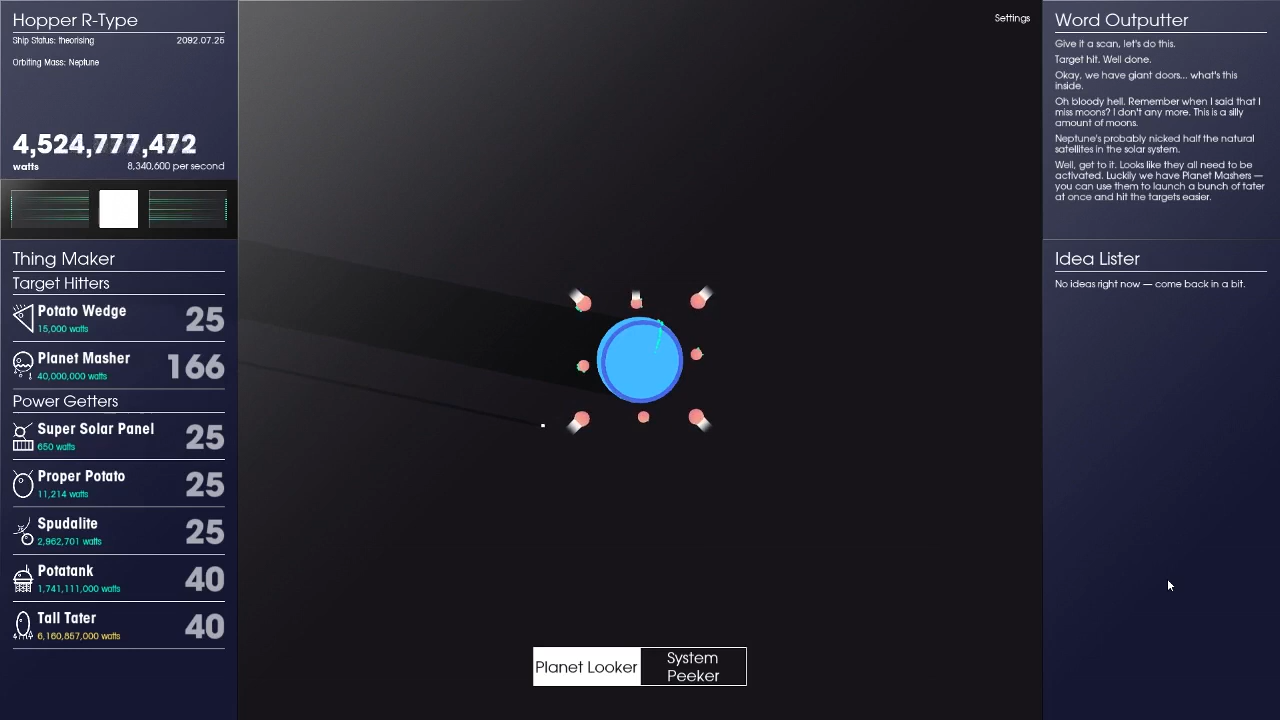 Hopper R-Type
Ship Status: theorising
2092.07.25
Orbiting Mass: Neptune
4,524,777,472
watts
8,340,600 per second
Thing Maker
Target Hitters
Potato Wedge
15,000 watts
25
Planet Masher
40,000,000 watts
166
Power Getters
Super Solar Panel
650 watts
25
Proper Potato
11,214 watts
25
Spudalite
2,962,701 watts
25
Potatank
1,741,111,000 watts
40
Tall Tater
6,160,857,000 watts
40
Settings
Planet Looker
System
Peeker
Word Outputter
Give it a scan, let's do this.
Target hit. Well done.
Okay, we have giant doors... what's this
inside.
Oh bloody hell. Remember when I said that I
miss moons? I don't any more. This is a silly
amount of moons.
Neptune's probably nicked half the natural
satellites in the solar system.
Well, get to it. Looks like they all need to be
activated. Luckily we have Planet Mashers —
you can use them to launch a bunch of tater
at once and hit the targets easier.
Idea Lister
No ideas right now — come back in a bit.